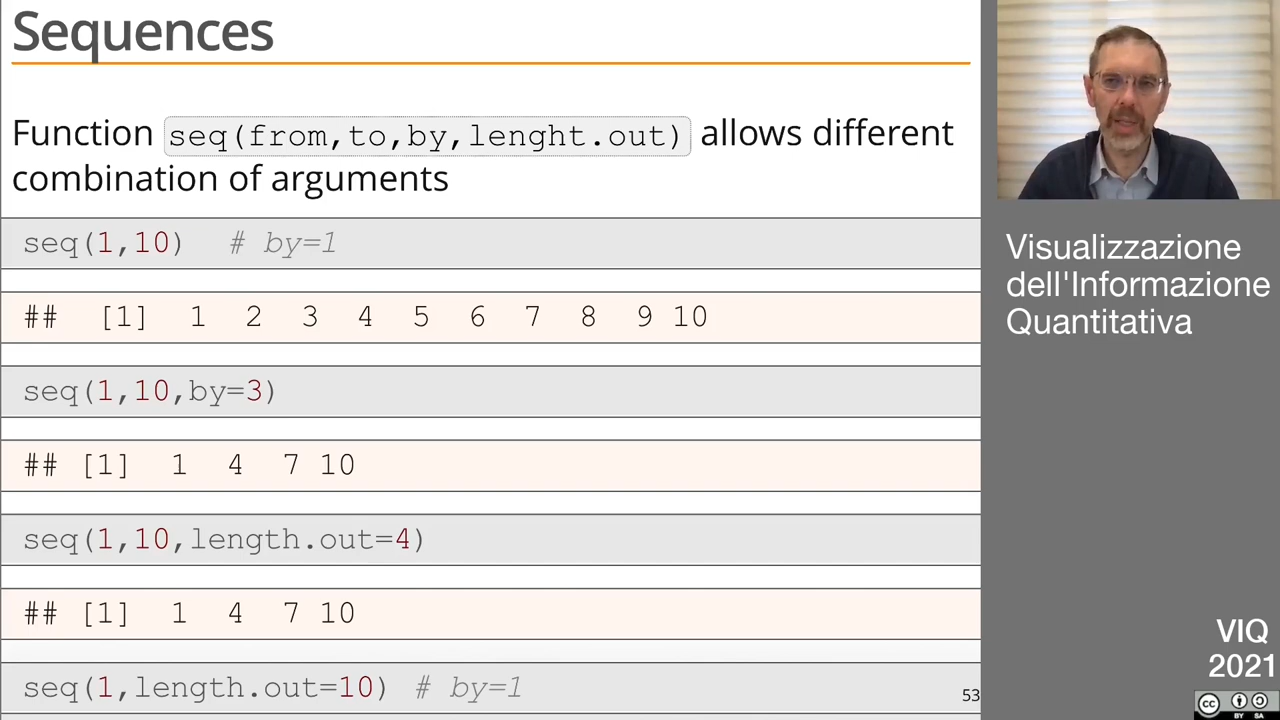 Sequences
Function seq(from,to,by,lenght.out) allows different
combination of arguments
seq(1,10)   # by=1
##  [1]  1  2  3  4  5  6  7  8  9 10
seq(1,10,by=3)
## [1]  1  4  7 10
seq(1,10,length.out=4)
## [1]  1  4  7 10
seq(1,length.out=10)  # by=1
53
Visualizzazione
dell'Informazione
Quantitativa
VIQ
2021
cc
BY SA